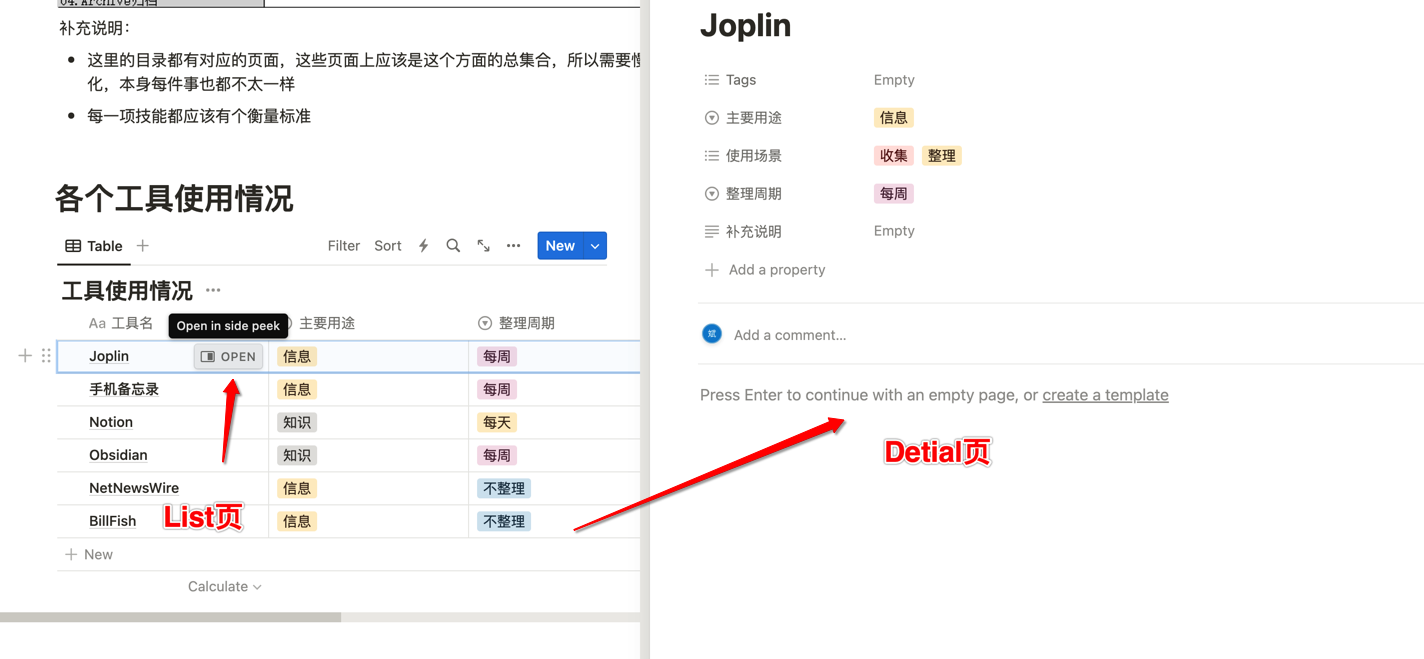 04.Archive归档
补充说明：
这里的目录都有对应的页面，这些页面上应该是这个方面的总集合，所以需要慢
化，本身每件事也都不太一样
每一项技能都应该有个衡量标准
各个工具使用情况
Table
Filter Sort New
工具使用情况
Aa 工具名 Open in side peek 主要用途 整理周期
Joplin OPEN 信息 每周
手机备忘录 信息 每周
Notion 知识 每天
Obsidian 知识 每周
NetNewsWire 信息 不整理
BillFish 信息 不整理
List页
New
Calculate
Joplin
Tags Empty
主要用途 信息
使用场景 收集 整理
整理周期 每周
补充说明 Empty
Add a property
斌 Add a comment...
Press Enter to continue with an empty page, or create a template
Detial页